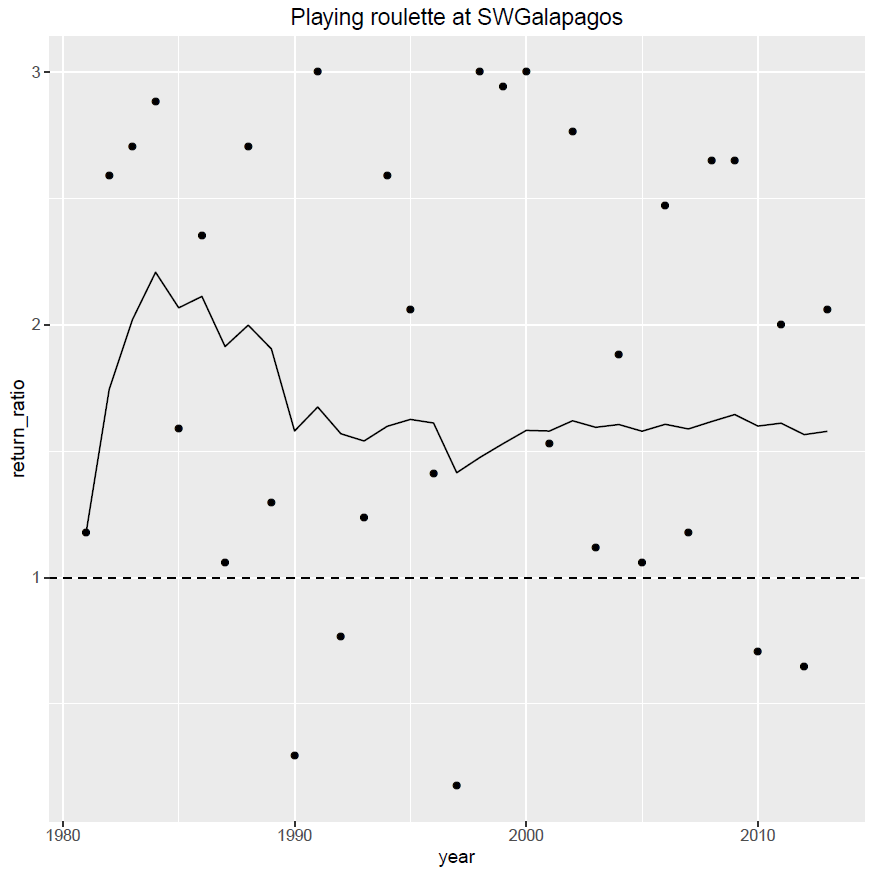 Playing roulette at SWGalapagos
3
2
1
return_ratio
1980 1990 2000 2010
year